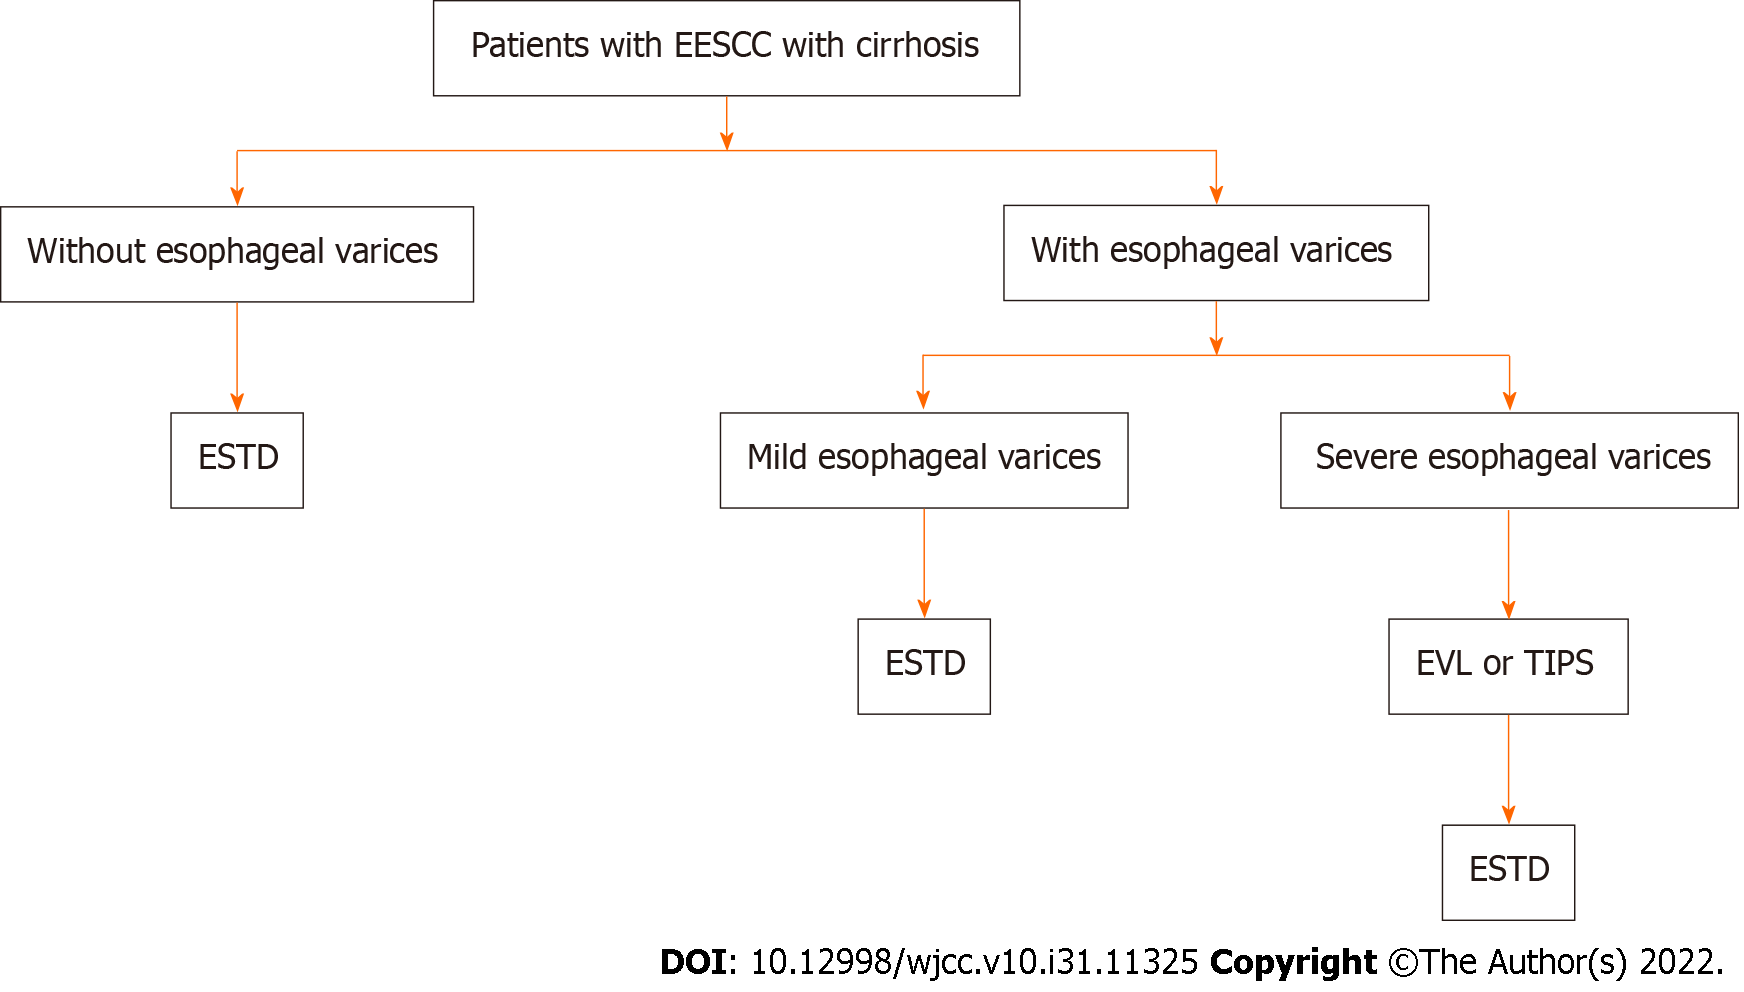 Patients with EESCC with cirrhosis
Without esophageal varices
With esophageal varices
ESTD
Mild esophageal varices
Severe esophageal varices
ESTD
EVL or TIPS
ESTD
DOI: 10.12998/wjcc.v10.i31.11325 Copyright ©The Author(s) 2022.